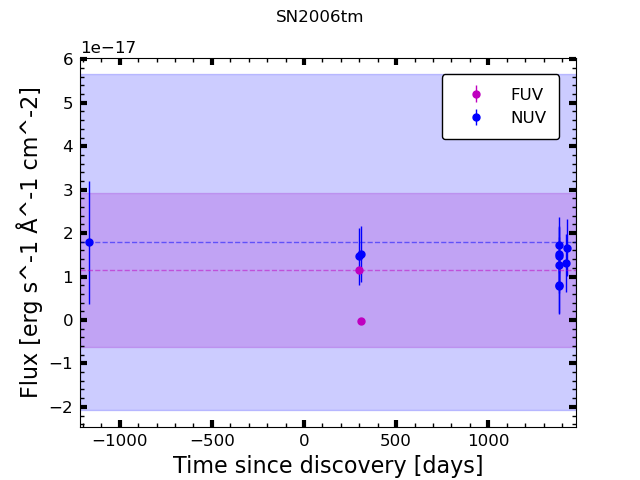 SN2006tm
1e−17
6
5
4
3
2
1
0
−1
−2
FUV
NUV
−1000 −500 0 500 1000
Time since discovery [days]
Flux [erg s^-1 Å^-1 cm^-2]